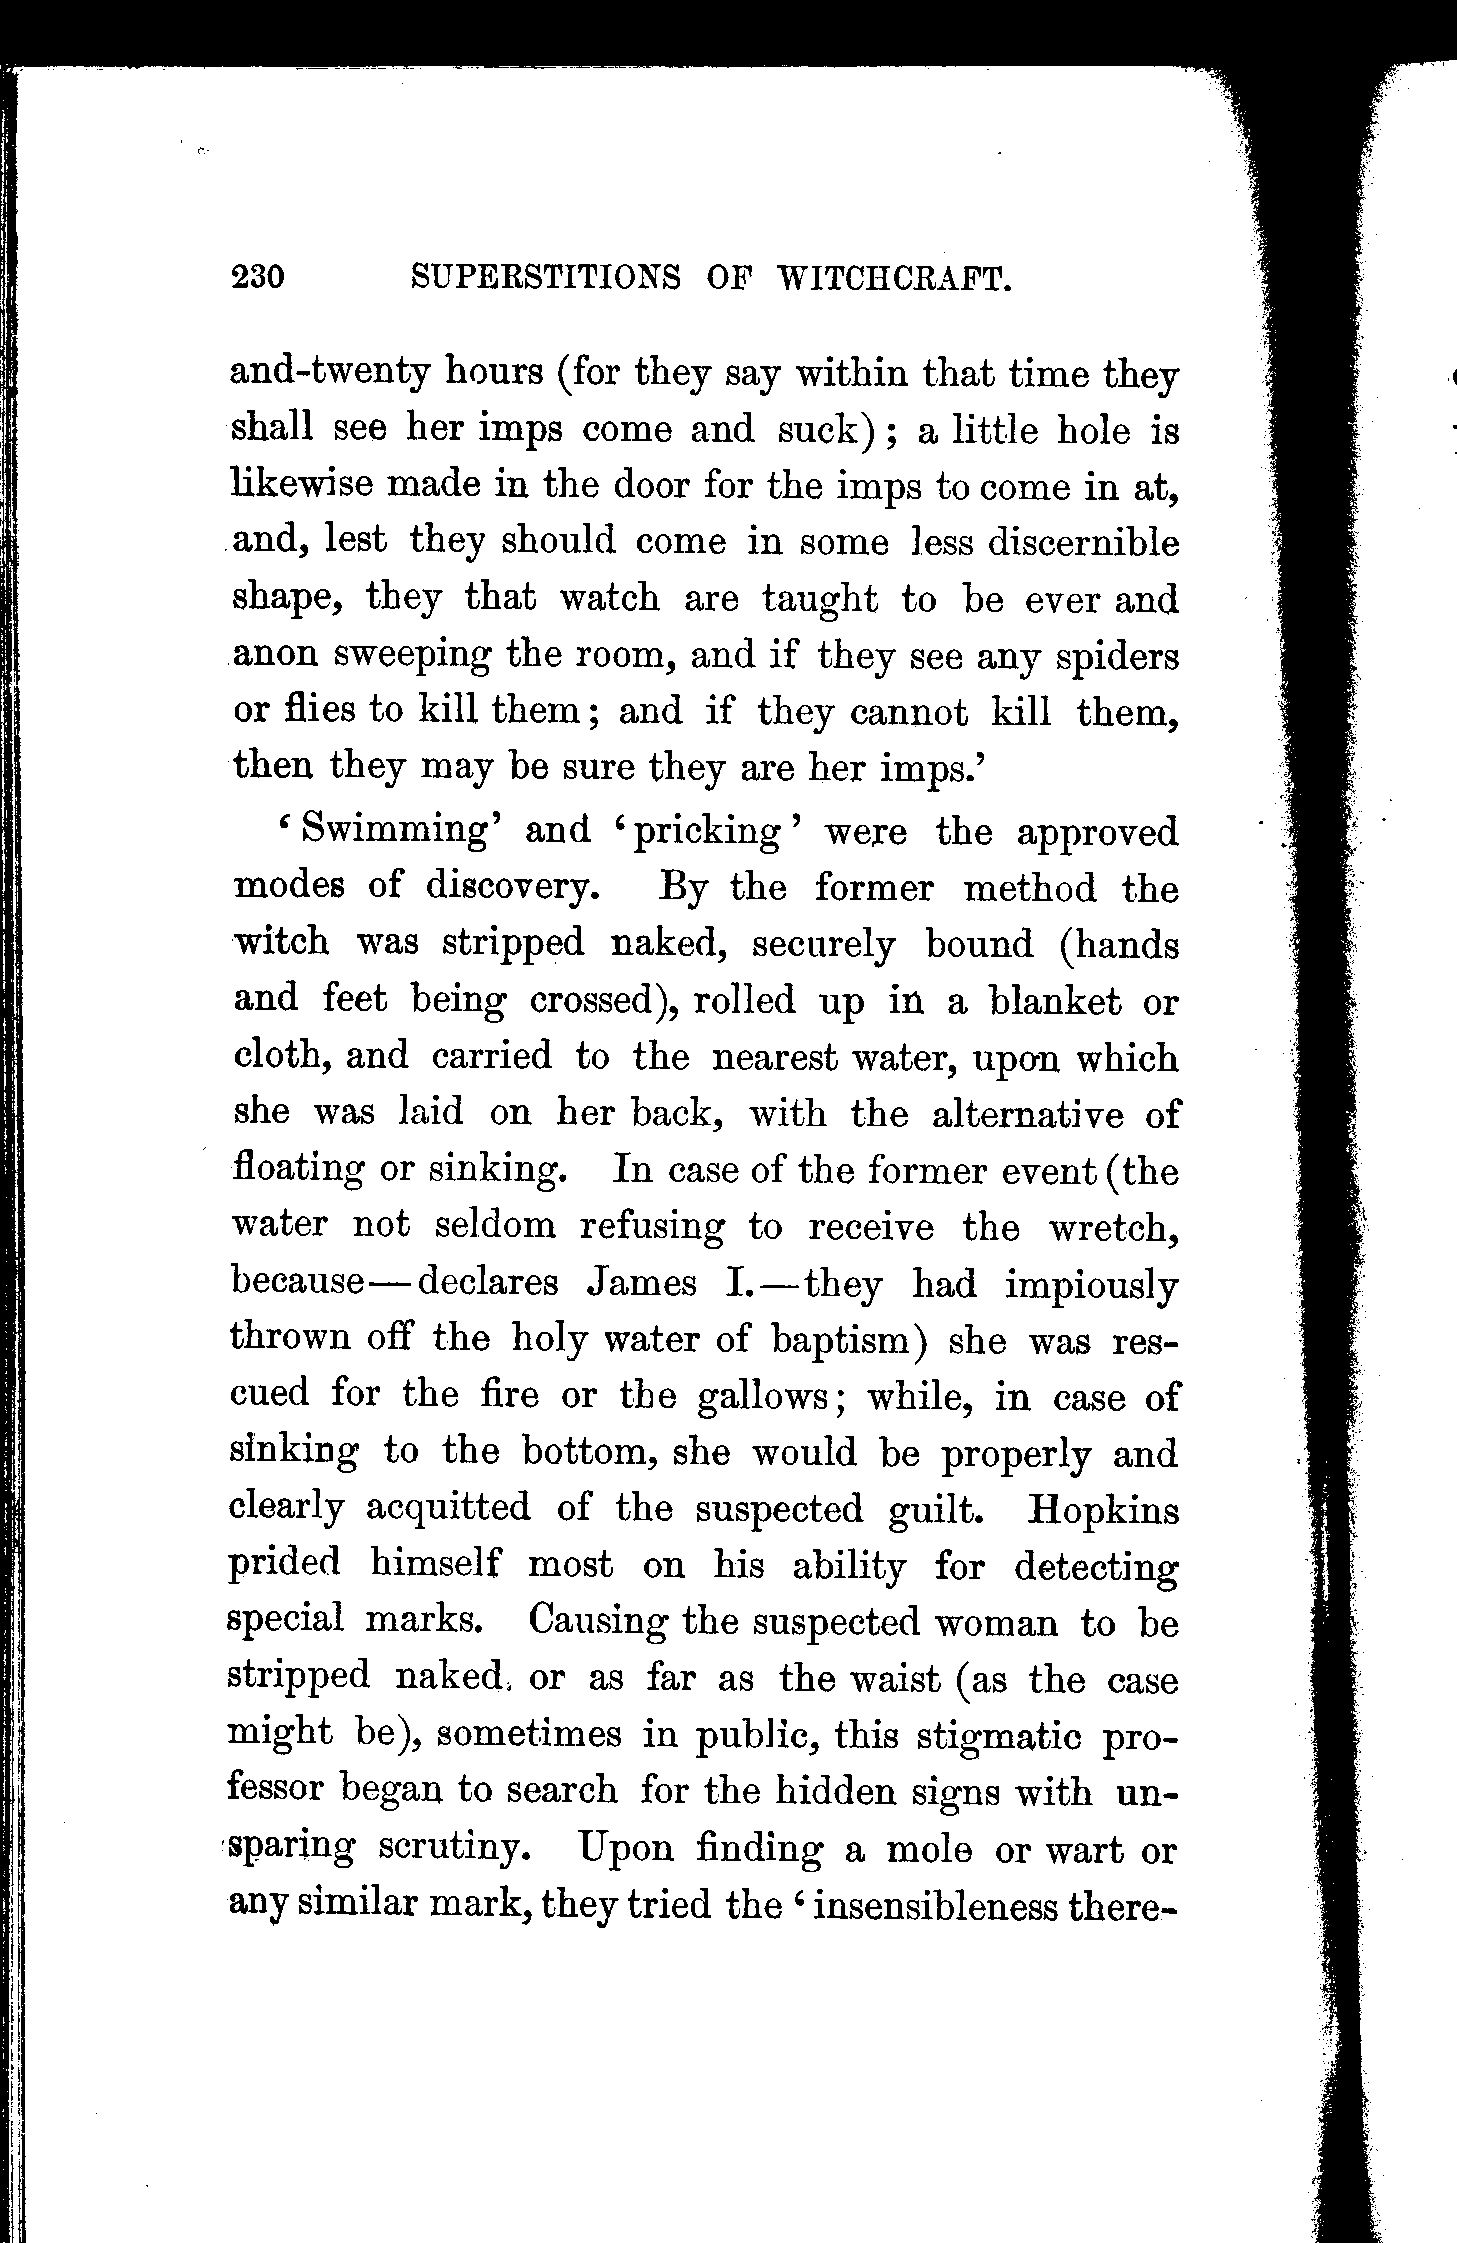 230 SUPERSTITIONS OF WITCHCRAFT.
and-twenty hours (for they say within that time they
shall see her imps come and suck) ; a little hole is
likewise made in the door for the imps to come in at,
and, lest they should come in some less discernible
shape, they that watch are taught to be ever and
anon sweeping the room, and if they see any spiders
or flies to kill them; and if they cannot kill them,
then they may be sure they are her imps.’
‘ Swimming’ and ‘ pricking ’ were the approved
modes of discovery. By the former method the
witch was stripped naked, securely bound (hands
and feet being crossed), rolled up in a blanket or
cloth, and carried to the nearest water, upon which
she was laid on her back, with the alternative of
floating or sinking. In case of the former event (the
water not seldom refusing to receive the wretch,
because—declares James I.—they had impiously
thrown off the holy water of baptism) she was res-
cued for the fire or the gallows; while, in case of
sinking to the bottom, she would be properly and
clearly acquitted of the suspected guilt. Hopkins
prided himself most on his ability for detecting
special marks. Causing the suspected woman to be
stripped naked, or as far as the waist (as the case
might be), sometimes in public, this stigmatic pro-
fessor began to search for the hidden signs with un-
sparing scrutiny. Upon finding a mole or wart or
any similar mark, they tried the ‘ insensibleness there-